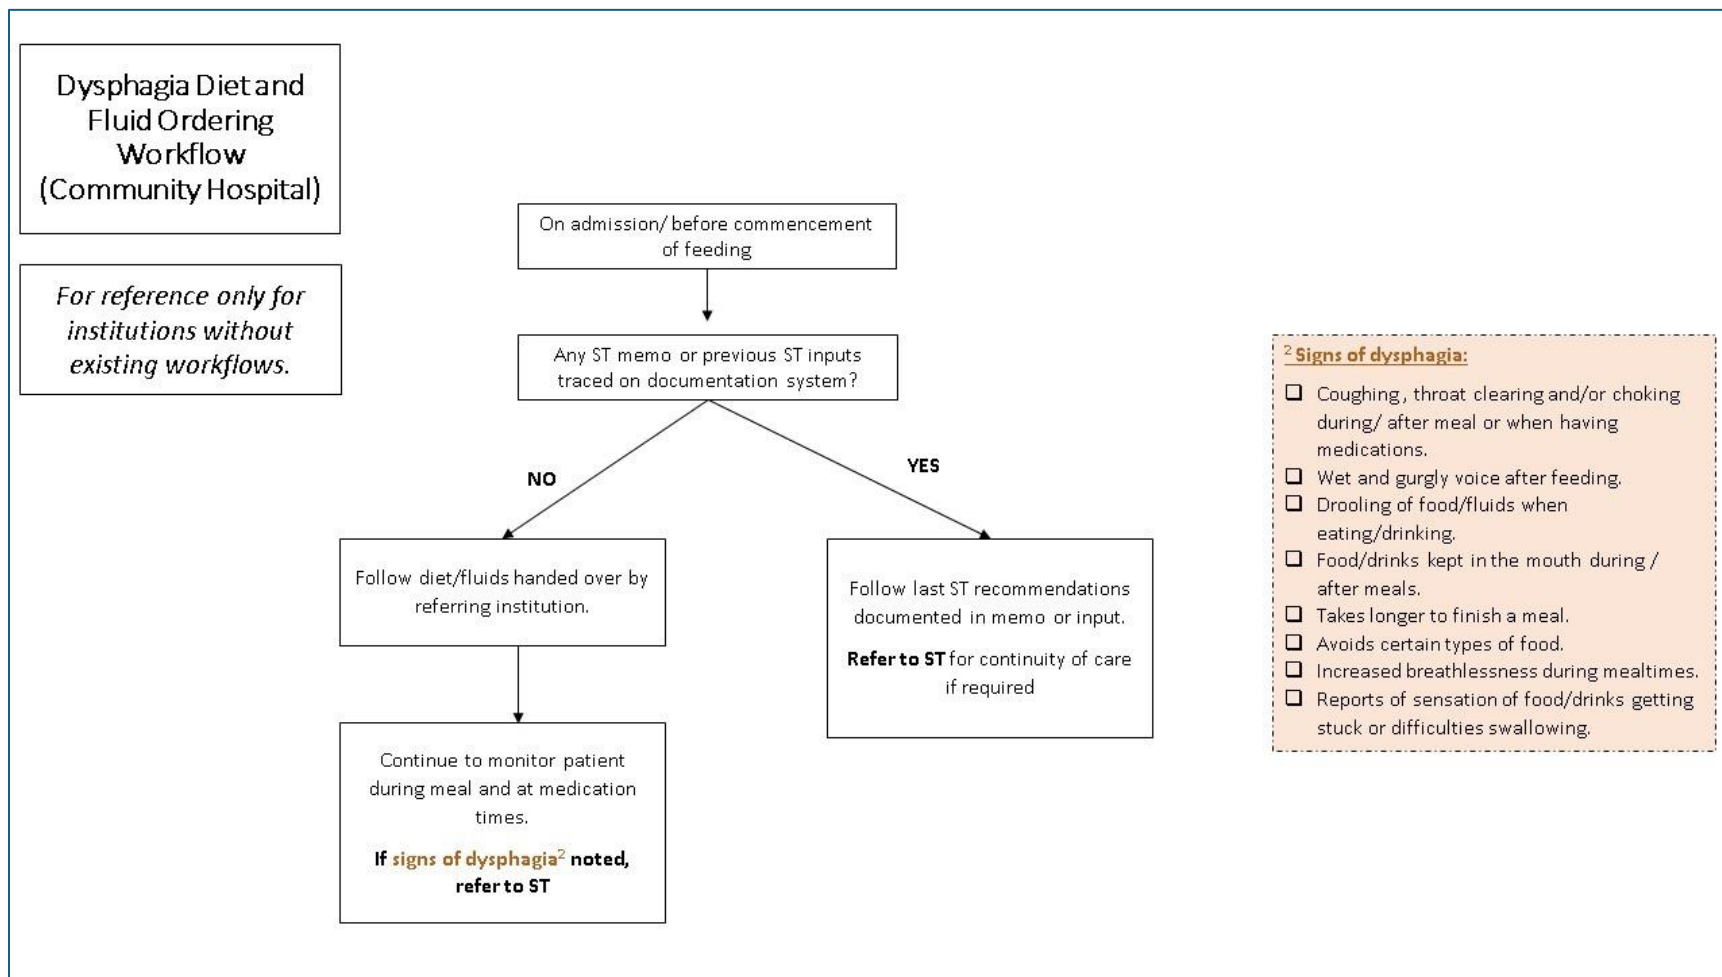 Dysphagia Diet and
Fluid Ordering
Workflow
(Community Hospital)
For reference only for
institutions without
existing workflows.
On admission/ before commencement
of feeding
Any ST memo or previous ST inputs
traced on documentation system?
NO
YES
Follow diet/fluids handed over by
referring institution.
Follow last ST recommendations
documented in memo or input.
Refer to ST for continuity of care
if required
Continue to monitor patient
during meal and at medication
times.
If signs of dysphagia² noted,
refer to ST
² Signs of dysphagia:
❑ Coughing , throat clearing and/or choking
during/ after meal or when having
medications.
❑ Wet and gurgly voice after feeding.
❑ Drooling of food/fluids when
eating/drinking.
❑ Food/drinks kept in the mouth during /
after meals.
❑ Takes longer to finish a meal.
❑ Avoids certain types of food.
❑ Increased breathlessness during mealtimes.
❑ Reports of sensation of food/drinks getting
stuck or difficulties swallowing.